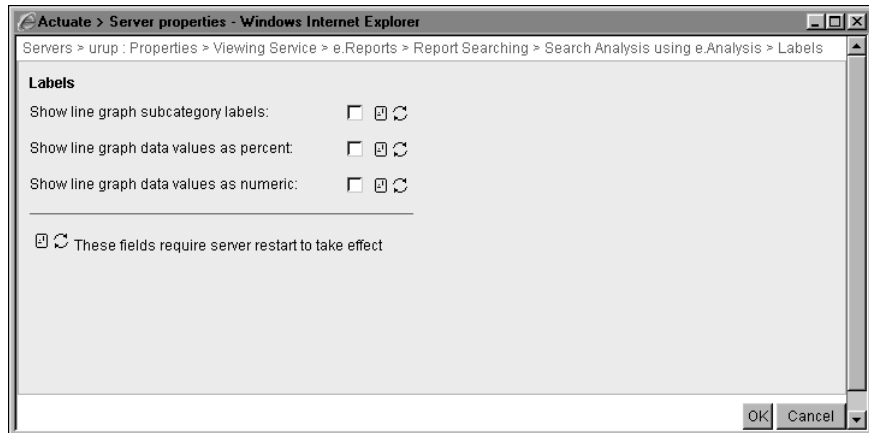 Actuate > Server properties - Windows Internet Explorer
Servers > urup : Properties > Viewing Service > e.Reports > Report Searching > Search Analysis using e.Analysis > Labels
Labels
Show line graph subcategory labels:
Show line graph data values as percent:
Show line graph data values as numeric:
These fields require server restart to take effect
OK Cancel